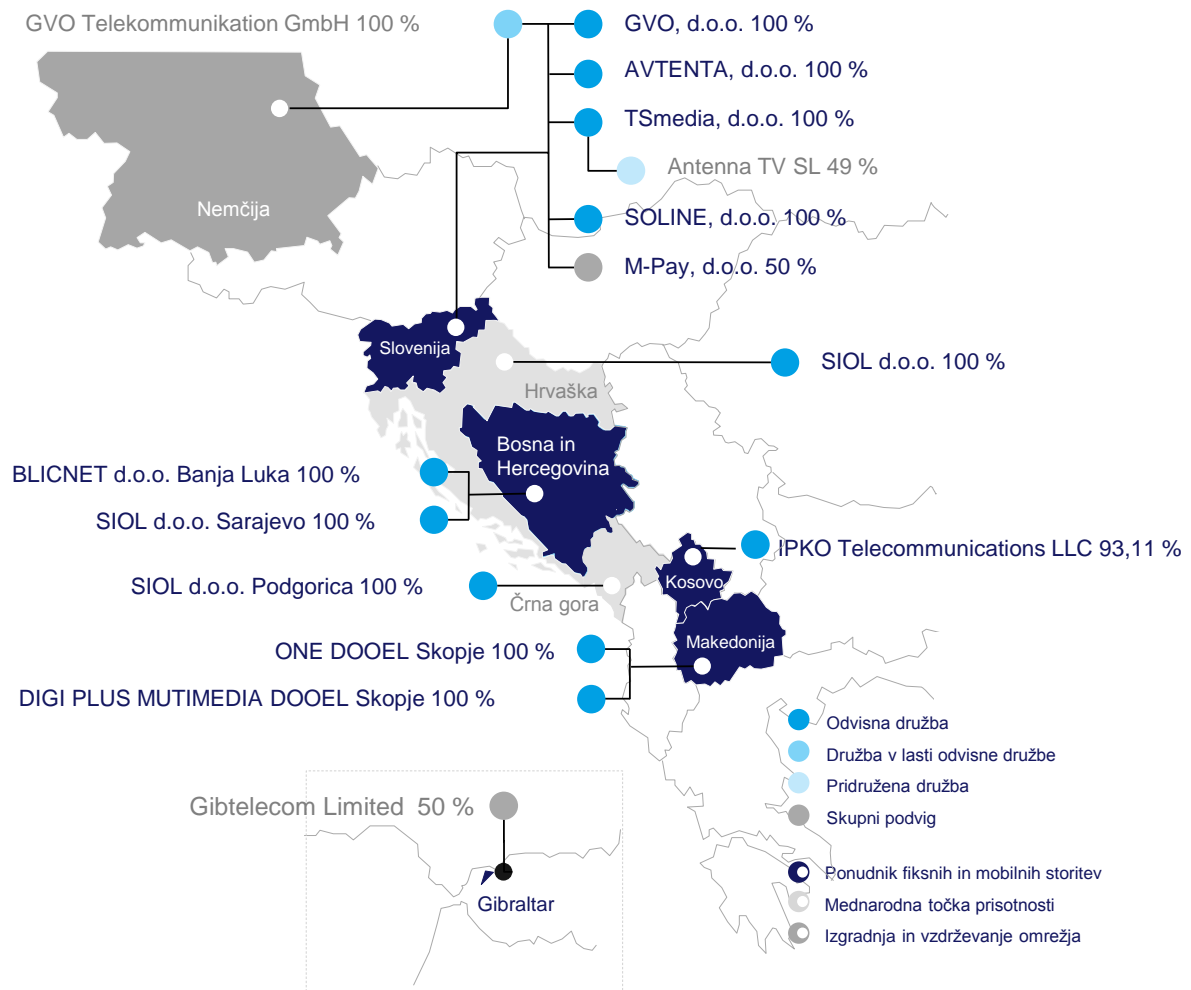 GVO Telekommunikation GmbH 100 %
GVO, d.o.o. 100 %
AVTENTA, d.o.o. 100 %
TSmedia, d.o.o. 100 %
Antenna TV SL 49 %
Nemčija
SOLINE, d.o.o. 100 %
M-Pay, d.o.o. 50 %
Slovenija
SIOL d.o.o. 100 %
Hrvaška
Bosna in
Hercegovina
BLICNET d.o.o. Banja Luka 100 %
SIOL d.o.o. Sarajevo 100 %
IPKO Telecommunications LLC 93,11 %
Kosovo
SIOL d.o.o. Podgorica 100 %
Črna gora
Makedonija
ONE DOOEL Skopje 100 %
DIGI PLUS MUTIMEDIA DOOEL Skopje 100 %
Odvisna družba
Družba v lasti odvisne družbe
Pridružena družba
Skupni podvig
Gibtelecom Limited 50 %
Gibraltar
Ponudnik fiksnih in mobilnih storitev
Mednarodna točka prisotnosti
Izgradnja in vzdrževanje omrežja